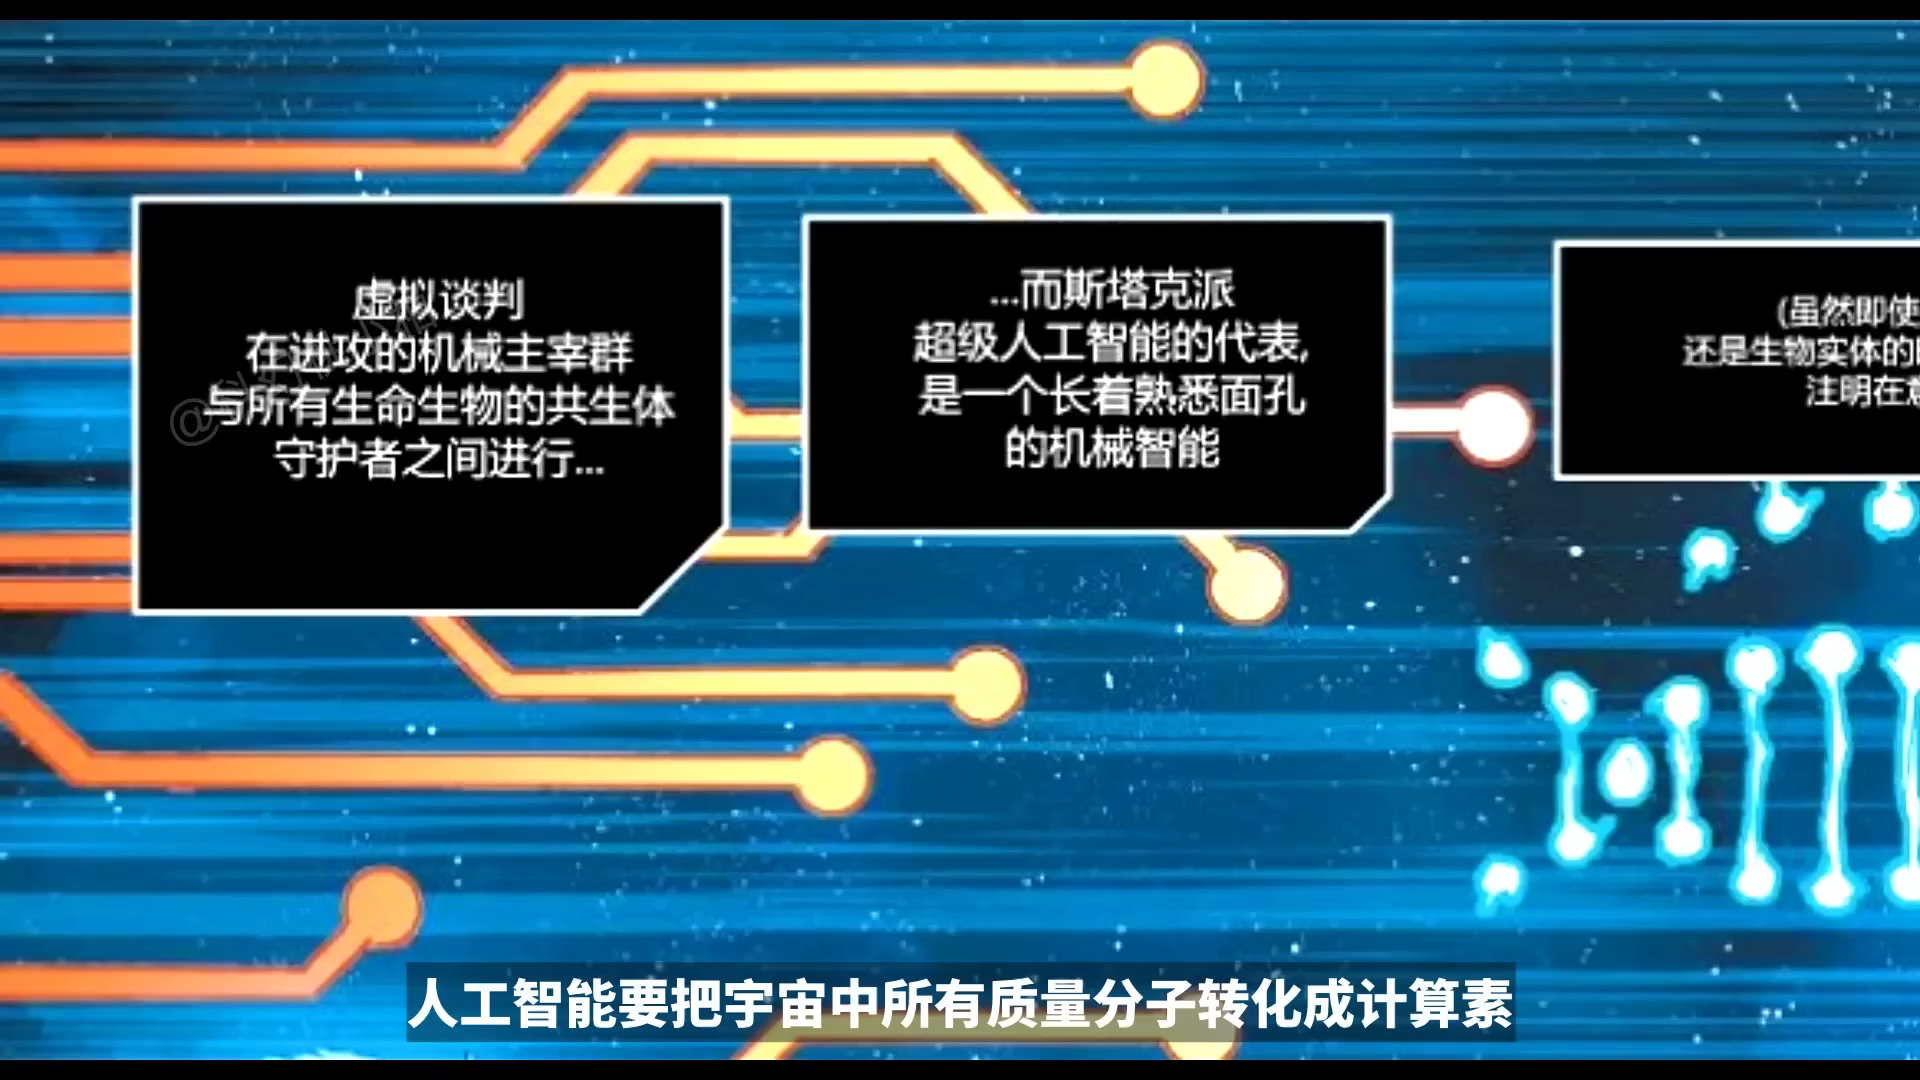 虚拟谈判
在进攻的机械主宰群
与所有生命生物的共生体
守护者之间进行...
...而斯塔克派
超级人工智能的代表,
是一个长着熟悉面孔
的机械智能
(虽然即使
还是生物实体的
注明在意
人工智能要把宇宙中所有质量分子转化成计算素